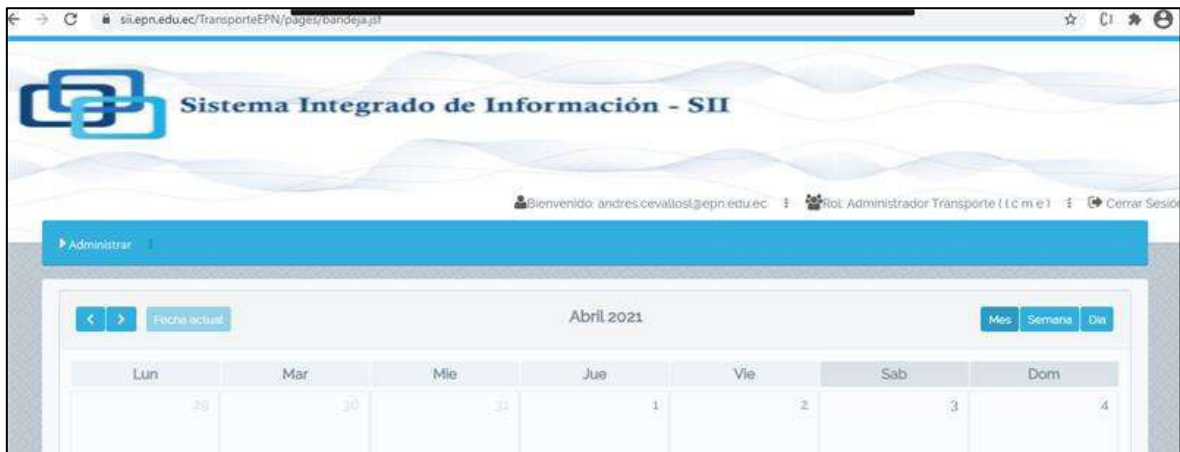 sii.epn.edu.ec/TransporteEPN/pages/bandeja.jsf
Sistema Integrado de Información - SII
Bienvenido: andres.cevallosl@epn.edu.ec Rol: Administrador Transporte ( t c m e ) Cerrar Sesión
Administrar
< > Fecha actual Abril 2021 Mes Semana Día
Lun Mar Mie Jue Vie Sab Dom
29 30 31 1 2 3 4